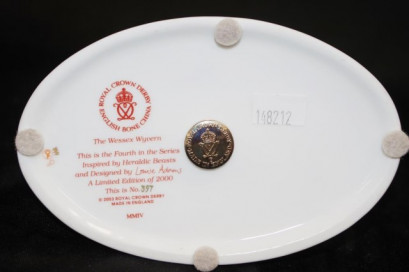 ROYAL CROWN DERBY
ENGLISH BONE CHINA
The Wessex Wyvern
This is the Fourth in the Series
Inspired by Heraldic Beasts
and Designed by Louise Adams
A Limited Edition of 2000
This is No. 357
© 2002 ROYAL CROWN DERBY
MADE IN ENGLAND
MMIV
168212